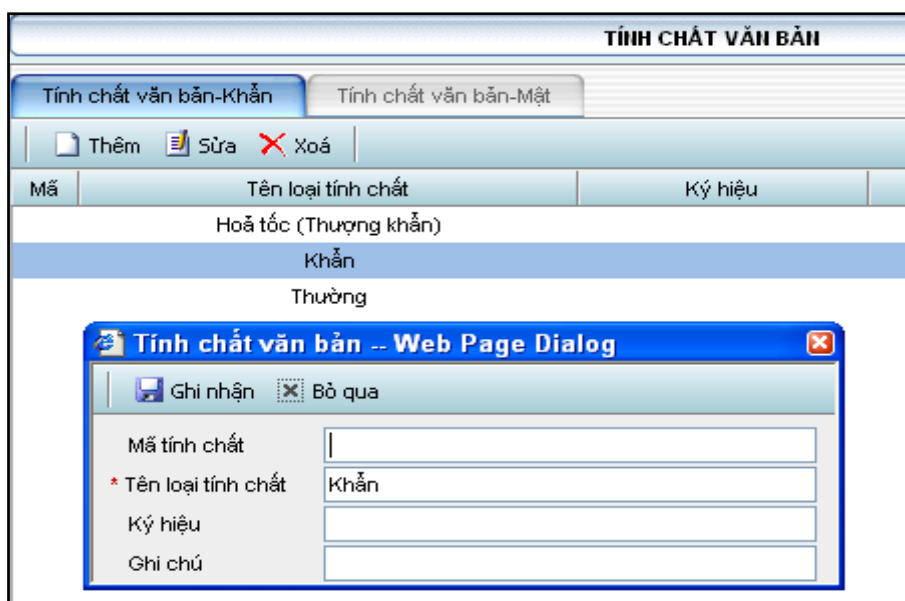 TÍNH CHẤT VĂN BẢN
Tính chất văn bản-Khẩn Tính chất văn bản-Mật
Thêm Sửa Xoá
Mã Tên loại tính chất Ký hiệu
Hoả tốc (Thượng khẩn)
Khẩn
Thường
Tính chất văn bản -- Web Page Dialog
Ghi nhận Bỏ qua
Mã tính chất
* Tên loại tính chất Khẩn
Ký hiệu
Ghi chú